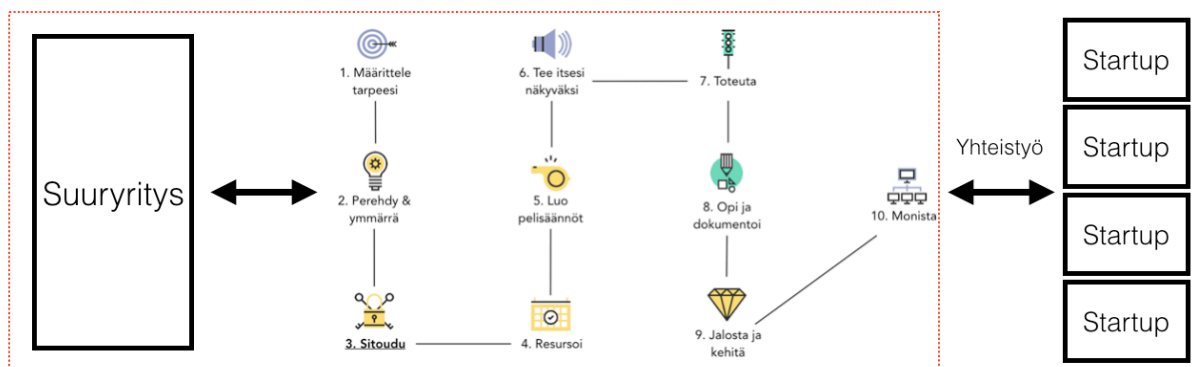 Suuryritys
1. Määrittele
tarpeesi
2. Perehdy &
ymmärrä
3. Sitoudu
4. Resursoi
5. Luo
pelisäännöt
6. Tee itsesi
näkyväksi
7. Toteuta
8. Opi ja
dokumentoi
9. Jalosta ja
kehitä
10. Monista
Yhteistyö
Startup
Startup
Startup
Startup